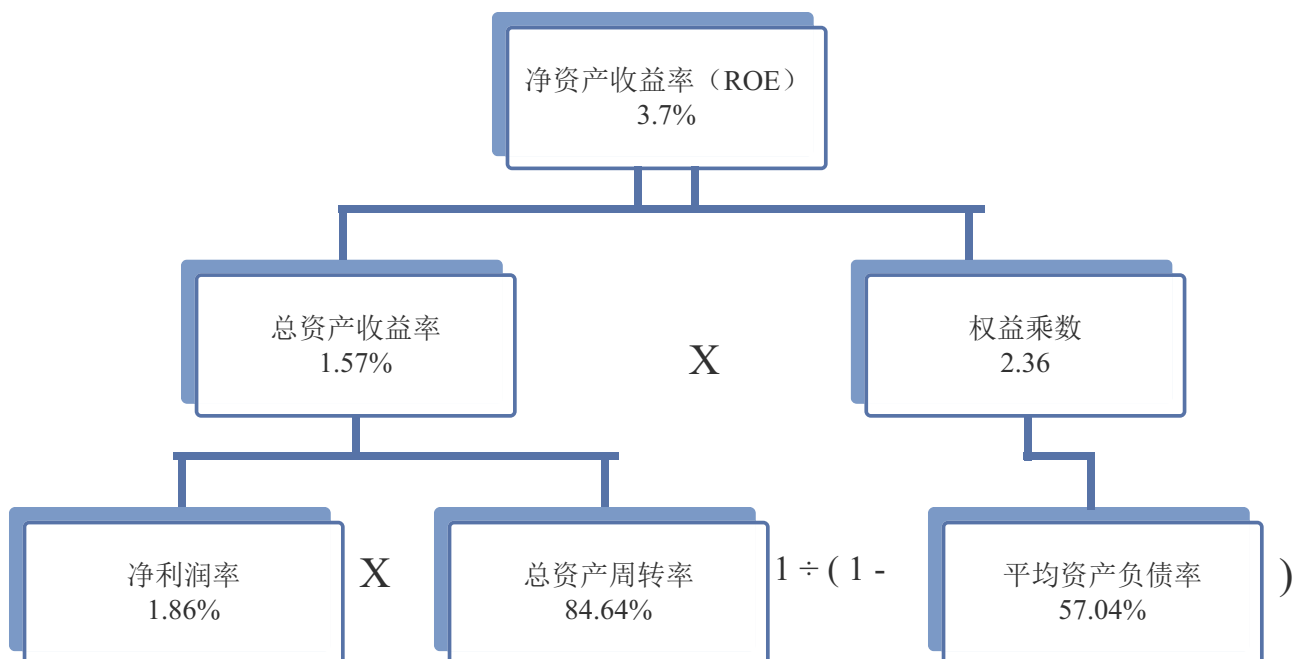 净资产收益率（ROE）
3.7%
总资产收益率
1.57%
X
权益乘数
2.36
净利润率
1.86%
X
总资产周转率
84.64%
1 ÷ ( 1 -
平均资产负债率
57.04%
)